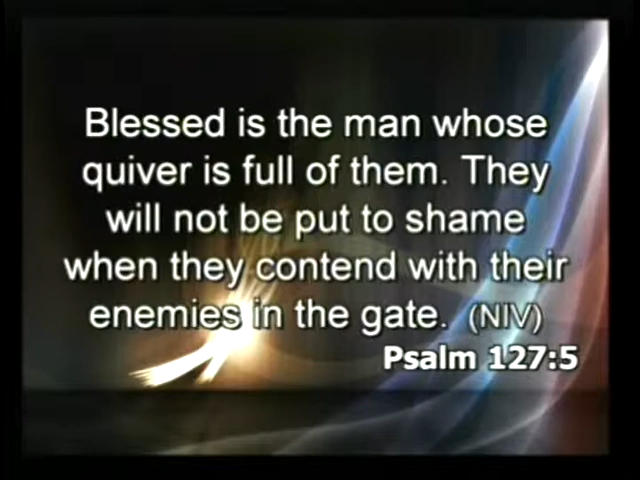 Blessed is the man whose
quiver is full of them. They
will not be put to shame
when they contend with their
enemies in the gate. (NIV)
Psalm 127:5